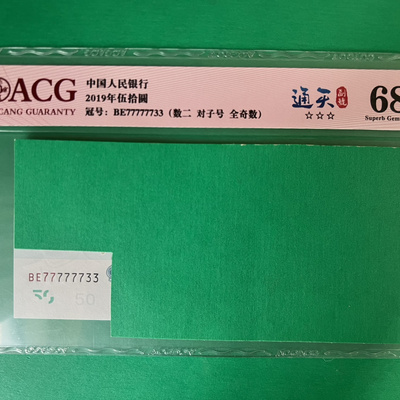 ACG
CANG GUARANTY
中国人民银行
2019年伍拾圆
冠号: BE77777733 (数二 对子号 全奇数)
通天
☆☆☆
68
Superb Gem
BE77777733
50